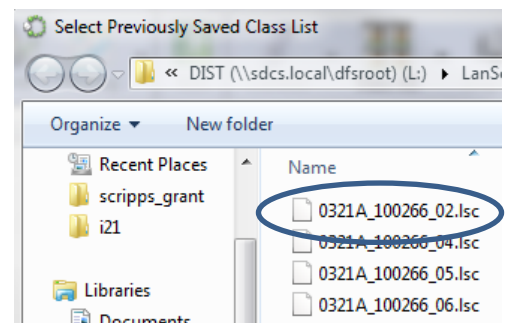 Select Previously Saved Class List
« DIST (\\sdcs.local\dfsroot) (L:) ▸ LanSc
Organize ▾ New folder
Recent Places
scripps_grant
i21
Libraries
Documents
Name
0321A_100266_02.lsc
0321A_100266_04.lsc
0321A_100266_05.lsc
0321A_100266_06.lsc